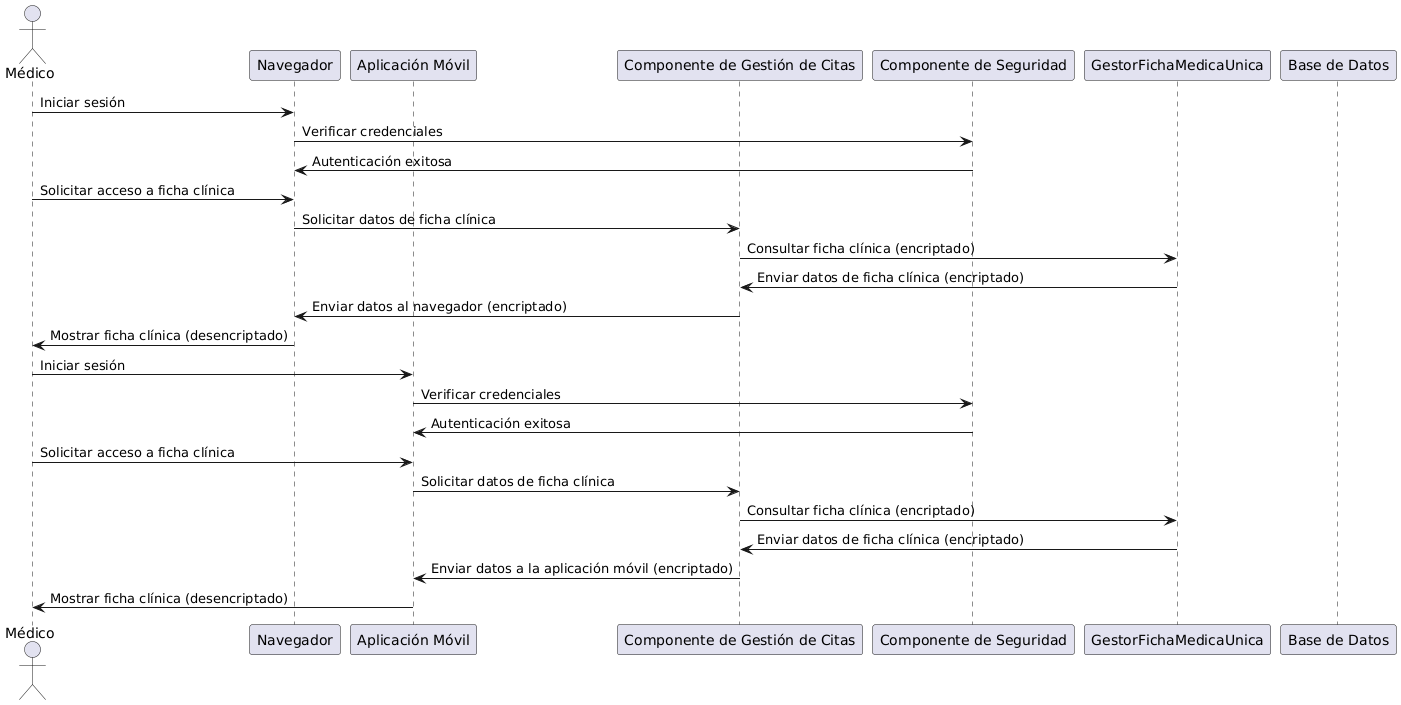 Médico
Navegador
Aplicación Móvil
Componente de Gestión de Citas
Componente de Seguridad
GestorFichaMedicaUnica
Base de Datos
Iniciar sesión
Verificar credenciales
Autenticación exitosa
Solicitar acceso a ficha clínica
Solicitar datos de ficha clínica
Consultar ficha clínica (encriptado)
Enviar datos de ficha clínica (encriptado)
Enviar datos al navegador (encriptado)
Mostrar ficha clínica (desencriptado)
Iniciar sesión
Verificar credenciales
Autenticación exitosa
Solicitar acceso a ficha clínica
Solicitar datos de ficha clínica
Consultar ficha clínica (encriptado)
Enviar datos de ficha clínica (encriptado)
Enviar datos a la aplicación móvil (encriptado)
Mostrar ficha clínica (desencriptado)
Médico
Navegador
Aplicación Móvil
Componente de Gestión de Citas
Componente de Seguridad
GestorFichaMedicaUnica
Base de Datos